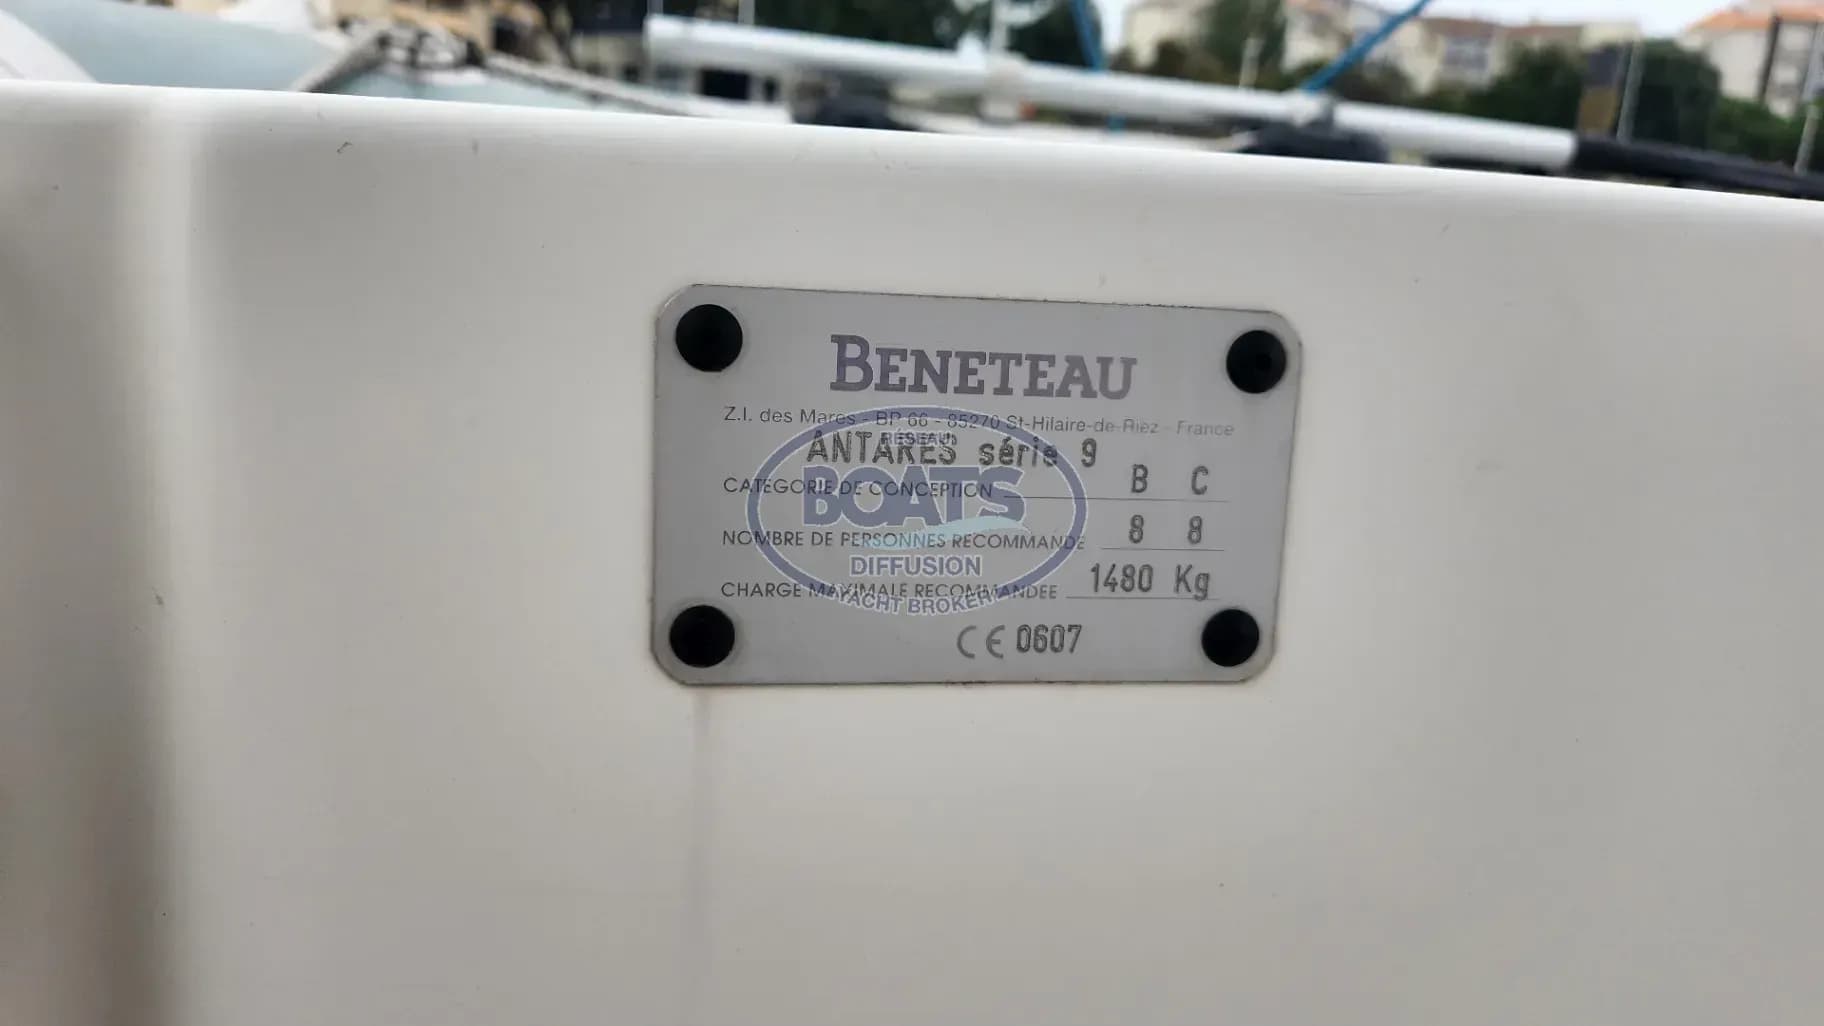 BENETEAU
Z.I. des Mares - BP 66 - 85270 St-Hilaire-de-Riez - France
ANTARES série 9
CATEGORIE DE CONCEPTION B C
NOMBRE DE PERSONNES RECOMMANDE 8 8
CHARGE MAXIMALE RECOMMANDEE 1480 Kg
CE 0607
RÉSEAU
BOATS
DIFFUSION
YACHT BROKER